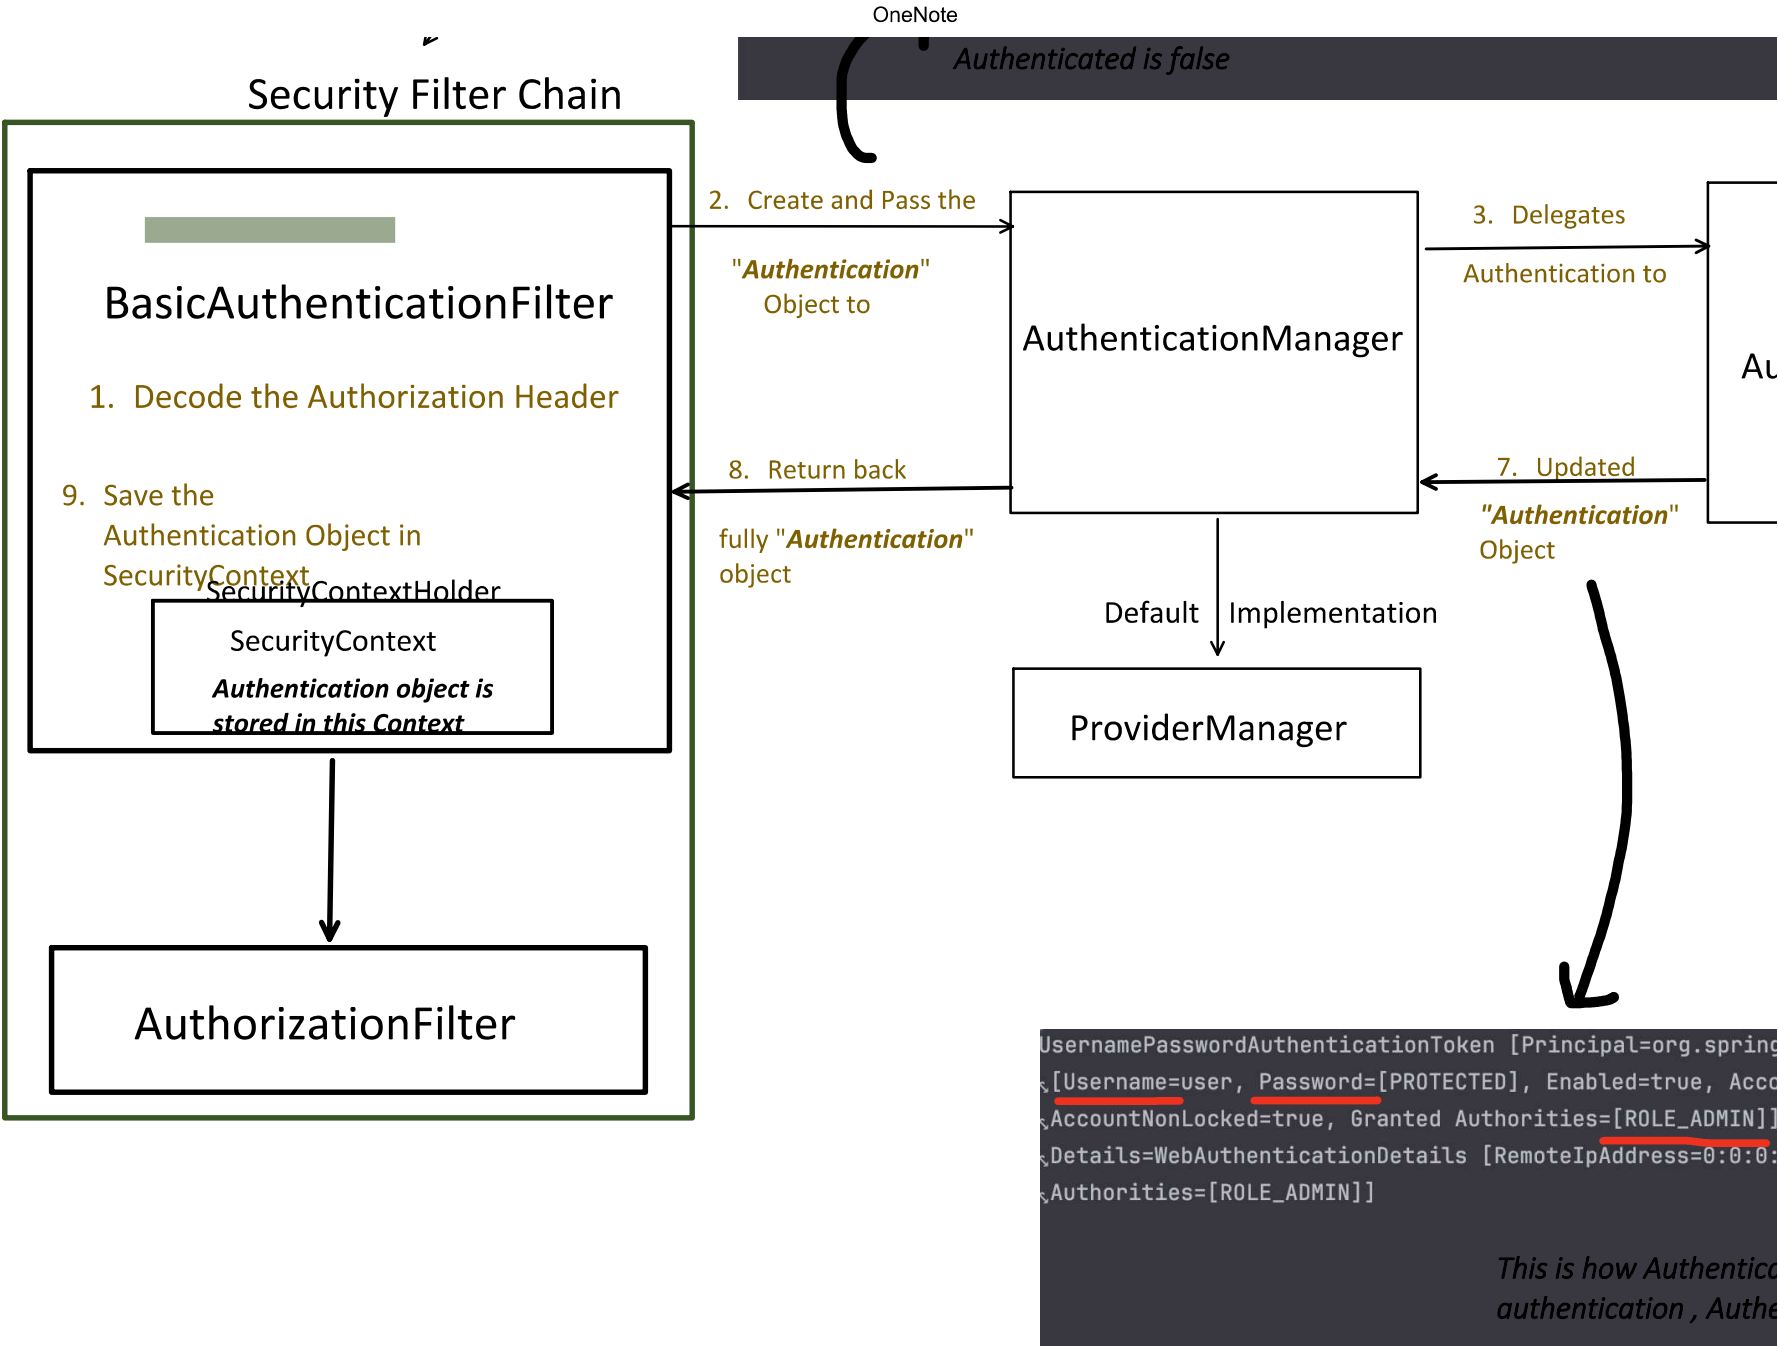 OneNote
Authenticated is false
Security Filter Chain
BasicAuthenticationFilter
1. Decode the Authorization Header
9. Save the
Authentication Object in
SecurityContext
SecurityContextHolder
SecurityContext
Authentication object is
stored in this Context
AuthorizationFilter
2. Create and Pass the
"Authentication"
Object to
8. Return back
fully "Authentication"
object
AuthenticationManager
Default Implementation
ProviderManager
3. Delegates
Authentication to
7. Updated
"Authentication"
Object
Au
UsernamePasswordAuthenticationToken [Principal=org.spring
[Username=user, Password=[PROTECTED], Enabled=true, Acco
AccountNonLocked=true, Granted Authorities=[ROLE_ADMIN]]
Details=WebAuthenticationDetails [RemoteIpAddress=0:0:0:
Authorities=[ROLE_ADMIN]]
This is how Authentica
authentication , Authe